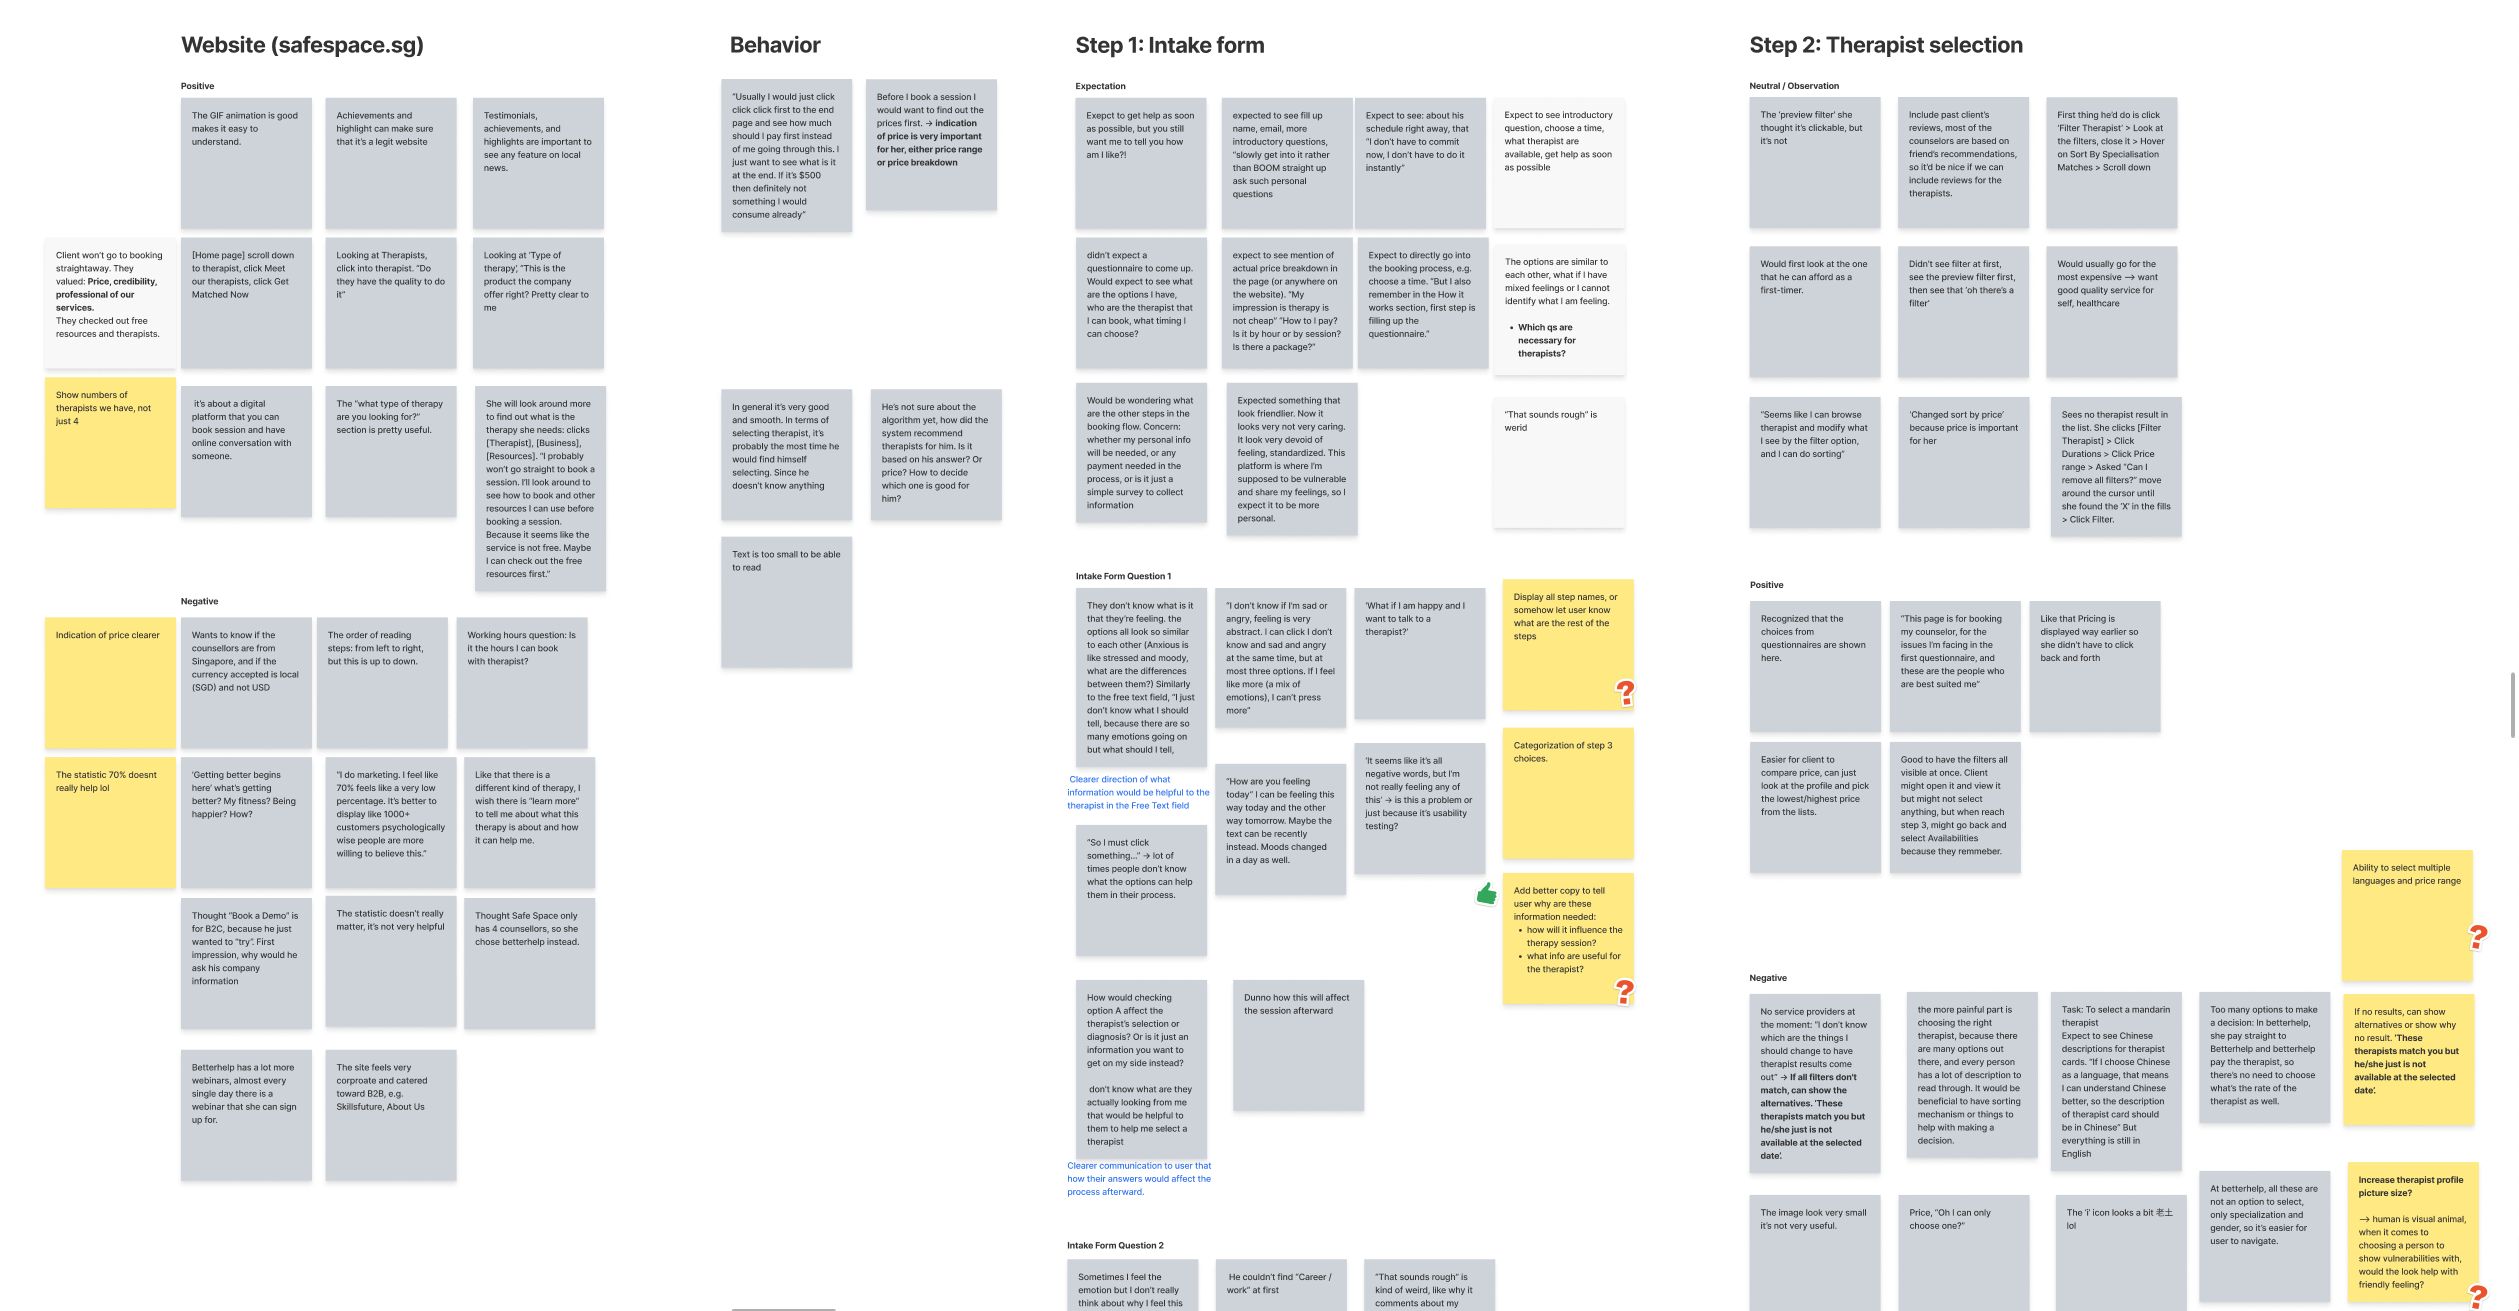 Website (safespace.sg)
Positive
The GIF animation is good
makes it easy to
understand.
Achievements and
highlight can make sure
that it's a legit website
Testimonials,
achievements, and
highlights are important to
see any feature on local
news.
Client won't go to booking
straightaway. They
valued: Price, credibility,
professional of our
services.
They checked out free
resources and therapists.
[Home page] scroll down
to therapist, click Meet
our therapists, click Get
Matched Now
Looking at Therapists,
click into therapist. "Do
they have the quality to do
it"
Looking at 'Type of
therapy', "This is the
product the company
offer right? Pretty clear to
me
Show numbers of
therapists we have, not
just 4
it's about a digital
platform that you can
book session and have
online conversation with
someone.
The "what type of therapy
are you looking for?"
section is pretty useful.
She will look around more
to find out what is the
therapy she needs: clicks
[Therapist], [Business],
[Resources]. "I probably
won't go straight to book a
session. I'll look around to
see how to book and other
resources I can use before
booking a session.
Because it seems like the
service is not free. Maybe
I can check out the free
resources first."
Negative
Indication of price clearer
Wants to know if the
counsellors are from
Singapore, and if the
currency accepted is local
(SGD) and not USD
The order of reading
steps: from left to right,
but this is up to down.
Working hours question: Is
it the hours I can book
with therapist?
The statistic 70% doesnt
really help lol
'Getting better begins
here' what's getting
better? My fitness? Being
happier? How?
"I do marketing. I feel like
70% feels like a very low
percentage. It's better to
display like 1000+
customers psychologically
wise people are more
willing to believe this."
Like that there is a
different kind of therapy, I
wish there is "learn more"
to tell me about what this
therapy is about and how
it can help me.
Thought "Book a Demo" is
for B2C, because he just
wanted to "try". First
impression, why would he
ask his company
information
The statistic doesn't really
matter, it's not very helpful
Thought Safe Space only
has 4 counsellors, so she
chose betterhelp instead.
Betterhelp has a lot more
webinars, almost every
single day there is a
webinar that she can sign
up for.
The site feels very
corproate and catered
toward B2B, e.g.
Skillsfuture, About Us
Behavior
"Usually I would just click
click click first to the end
page and see how much
should I pay first instead
of me going through this. I
just want to see what is it
at the end. If it's $500
then definitely not
something I would
consume already"
Before I book a session I
would want to find out the
prices first. → indication
of price is very important
for her, either price range
or price breakdown
In general it's very good
and smooth. In terms of
selecting therapist, it's
probably the most time he
would find himself
selecting. Since he
doesn't know anything
He's not sure about the
algorithm yet, how did the
system recommend
therapists for him. Is it
based on his answer? Or
price? How to decide
which one is good for
him?
Text is too small to be able
to read
Step 1: Intake form
Expectation
Exepct to get help as soon
as possible, but you still
want me to tell you how
am I like?!
expected to see fill up
name, email, more
introductory questions,
"slowly get into it rather
than BOOM straight up
ask such personal
questions
Expect to see: about his
schedule right away, that
"I don't have to commit
now, I don't have to do it
instantly"
Expect to see introductory
question, choose a time,
what therapist are
available, get help as soon
as possible
didn't expect a
questionnaire to come up.
Would expect to see what
are the options I have,
who are the therapist that
I can book, what timing I
can choose?
expect to see mention of
actual price breakdown in
the page (or anywhere on
the website). "My
impression is therapy is
not cheap" "How to I pay?
Is it by hour or by session?
Is there a package?"
Expect to directly go into
the booking process, e.g.
choose a time. "But I also
remember in the How it
works section, first step is
filling up the
questionnaire."
The options are similar to
each other, what if I have
mixed feelings or I cannot
identify what I am feeling.
• Which qs are
necessary for
therapists?
Would be wondering what
are the other steps in the
booking flow. Concern:
whether my personal info
will be needed, or any
payment needed in the
process, or is it just a
simple survey to collect
information
Expected something that
look friendlier. Now it
looks very not very caring.
It look very devoid of
feeling, standardized. This
platform is where I'm
supposed to be vulnerable
and share my feelings, so I
expect it to be more
personal.
"That sounds rough" is
werid
Intake Form Question 1
They don't know what is it
that they're feeling. the
options all look so similar
to each other (Anxious is
like stressed and moody,
what are the differences
between them?) Similarly
to the free text field, "I just
don't know what I should
tell, because there are so
many emotions going on
but what should I tell,
"I don't know if I'm sad or
angry, feeling is very
abstract. I can click I don't
know and sad and angry
at the same time, but at
most three options. If I feel
like more (a mix of
emotions), I can't press
more"
'What if I am happy and I
want to talk to a
therapist?'
Display all step names, or
somehow let user know
what are the rest of the
steps
?
Clearer direction of what
information would be helpful to the
therapist in the Free Text field
"How are you feeling
today" I can be feeling this
way today and the other
way tomorrow. Maybe the
text can be recently
instead. Moods changed
in a day as well.
'It seems like it's all
negative words, but I'm
not really feeling any of
this' → is this a problem or
just because it's usability
testing?
Categorization of step 3
choices.
"So I must click
something..." → lot of
times people don't know
what the options can help
them in their process.
Add better copy to tell
user why are these
information needed:
• how will it influence the
therapy session?
• what info are useful for
the therapist?
?
How would checking
option A affect the
therapist's selection or
diagnosis? Or is it just an
information you want to
get on my side instead?
don't know what are they
actually looking from me
that would be helpful to
them to help me select a
therapist
Dunno how this will affect
the session afterward
Clearer communication to user that
how their answers would affect the
process afterward.
Intake Form Question 2
Sometimes I feel the
emotion but I don't really
think about why I feel this
He couldn't find "Career /
work" at first
"That sounds rough" is
kind of weird, like why it
comments about my
Step 2: Therapist selection
Neutral / Observation
The 'preview filter' she
thought it's clickable, but
it's not
Include past client's
reviews, most of the
counselors are based on
friend's recommendations,
so it'd be nice if we can
include reviews for the
therapists.
First thing he'd do is click
'Filter Therapist' > Look at
the filters, close it > Hover
on Sort By Specialisation
Matches > Scroll down
Would first look at the one
that he can afford as a
first-timer.
Didn't see filter at first,
see the preview filter first,
then see that 'oh there's a
filter'
Would usually go for the
most expensive —> want
good quality service for
self, healthcare
"Seems like I can browse
therapist and modify what
I see by the filter option,
and I can do sorting"
'Changed sort by price'
because price is important
for her
Sees no therapist result in
the list. She clicks [Filter
Therapist] > Click
Durations > Click Price
range > Asked "Can I
remove all filters?" move
around the cursor until
she found the 'X' in the fills
> Click Filter.
Positive
Recognized that the
choices from
questionnaires are shown
here.
"This page is for booking
my counselor, for the
issues I'm facing in the
first questionnaire, and
these are the people who
are best suited me"
Like that Pricing is
displayed way earlier so
she didn't have to click
back and forth
Easier for client to
compare price, can just
look at the profile and pick
the lowest/highest price
from the lists.
Good to have the filters all
visible at once. Client
might open it and view it
but might not select
anything, but when reach
step 3, might go back and
select Availabilities
because they remmeber.
Ability to select multiple
languages and price range
?
Negative
No service providers at
the moment: "I don't know
which are the things I
should change to have
therapist results come
out" → If all filters don't
match, can show the
alternatives. 'These
therapists match you but
he/she just is not
available at the selected
date'.
the more painful part is
choosing the right
therapist, because there
are many options out
there, and every person
has a lot of description to
read through. It would be
beneficial to have sorting
mechanism or things to
help with making a
decision.
Task: To select a mandarin
therapist
Expect to see Chinese
descriptions for therapist
cards. "If I choose Chinese
as a language, that means
I can understand Chinese
better, so the description
of therapist card should
be in Chinese" But
everything is still in
English
Too many options to make
a decision: In betterhelp,
she pay straight to
Betterhelp and betterhelp
pay the therapist, so
there's no need to choose
what's the rate of the
therapist as well.
If no results, can show
alternatives or show why
no result. 'These
therapists match you but
he/she just is not
available at the selected
date'.
The image look very small
it's not very useful.
Price, "Oh I can only
choose one?"
The 'i' icon looks a bit 老土
lol
At betterhelp, all these are
not an option to select,
only specialization and
gender, so it's easier for
user to navigate.
Increase therapist profile
picture size?
—> human is visual animal,
when it comes to
choosing a person to
show vulnerabilities with,
would the look help with
friendly feeling?
?